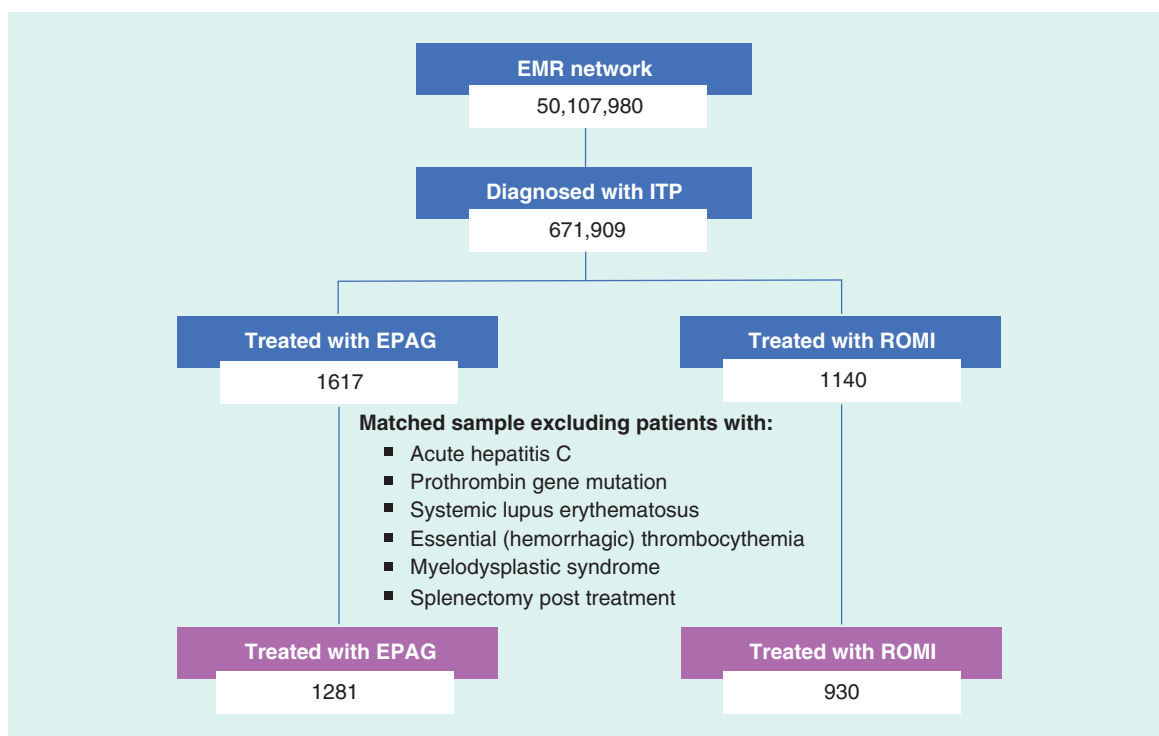 EMR network
50,107,980
Diagnosed with ITP
671,909
Treated with EPAG
1617
Treated with ROMI
1140
Matched sample excluding patients with:
▪ Acute hepatitis C
▪ Prothrombin gene mutation
▪ Systemic lupus erythematosus
▪ Essential (hemorrhagic) thrombocythemia
▪ Myelodysplastic syndrome
▪ Splenectomy post treatment
Treated with EPAG
1281
Treated with ROMI
930